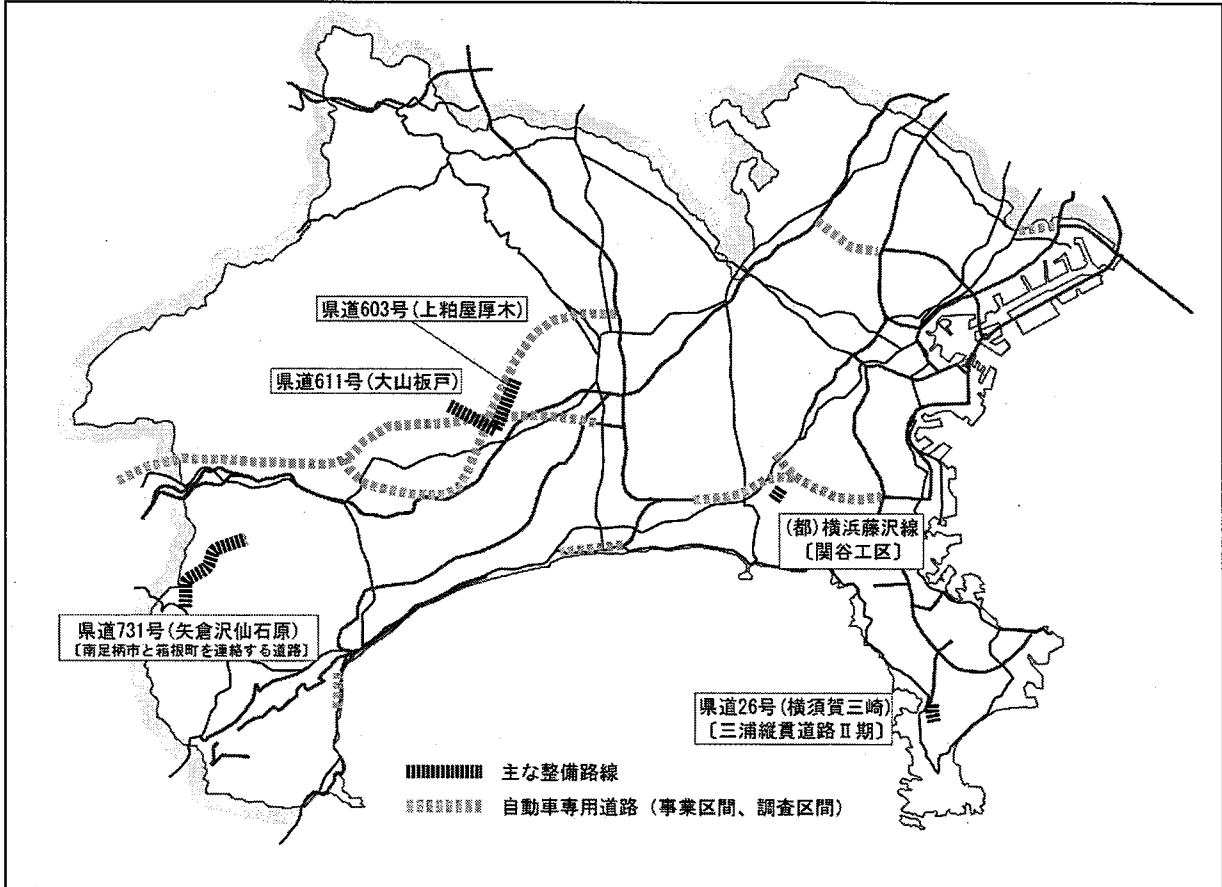 県道603号(上粕屋厚木)
県道611号(大山板戸)
(都)横浜藤沢線
〔関谷工区〕
県道731号(矢倉沢仙石原)
〔南足柄市と箱根町を連絡する道路〕
県道26号(横須賀三崎)
〔三浦縦貫道路Ⅱ期〕
主な整備路線
自動車専用道路(事業区間、調査区間)